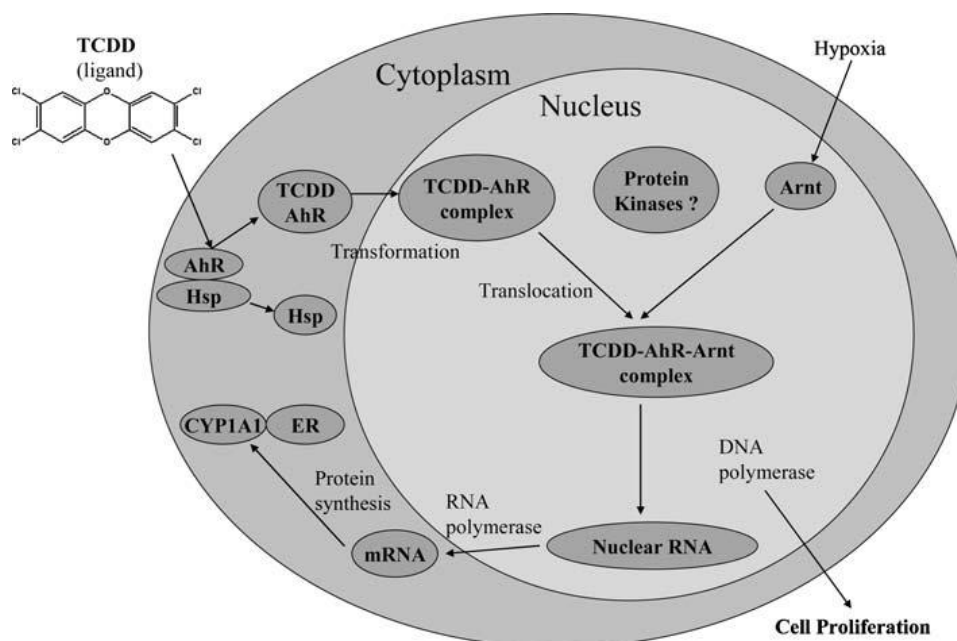 TCDD
(ligand)
Cl
Cl
O
O
Cl
Cl
Hypoxia
Cytoplasm
Nucleus
TCDD
AhR
TCDD-AhR
complex
Protein
Kinases ?
Arnt
Transformation
AhR
Hsp
Hsp
Translocation
TCDD-AhR-Arnt
complex
CYP1A1
ER
DNA
polymerase
Protein
synthesis
RNA
polymerase
mRNA
Nuclear RNA
Cell Proliferation